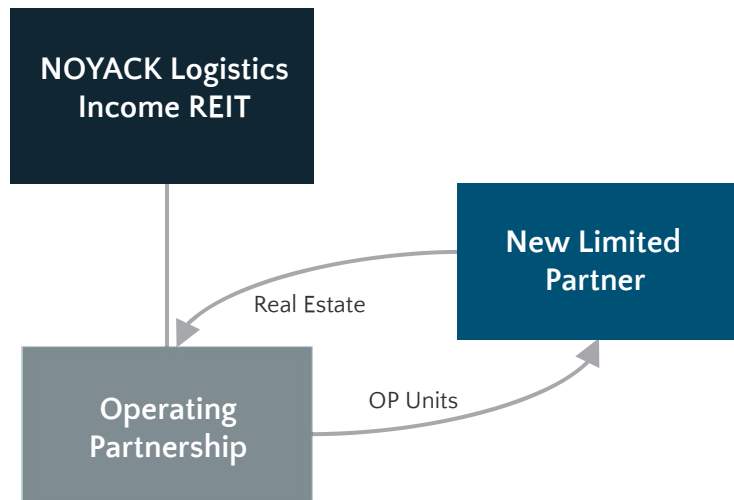 NOYACK Logistics
Income REIT
New Limited
Partner
Real Estate
OP Units
Operating
Partnership